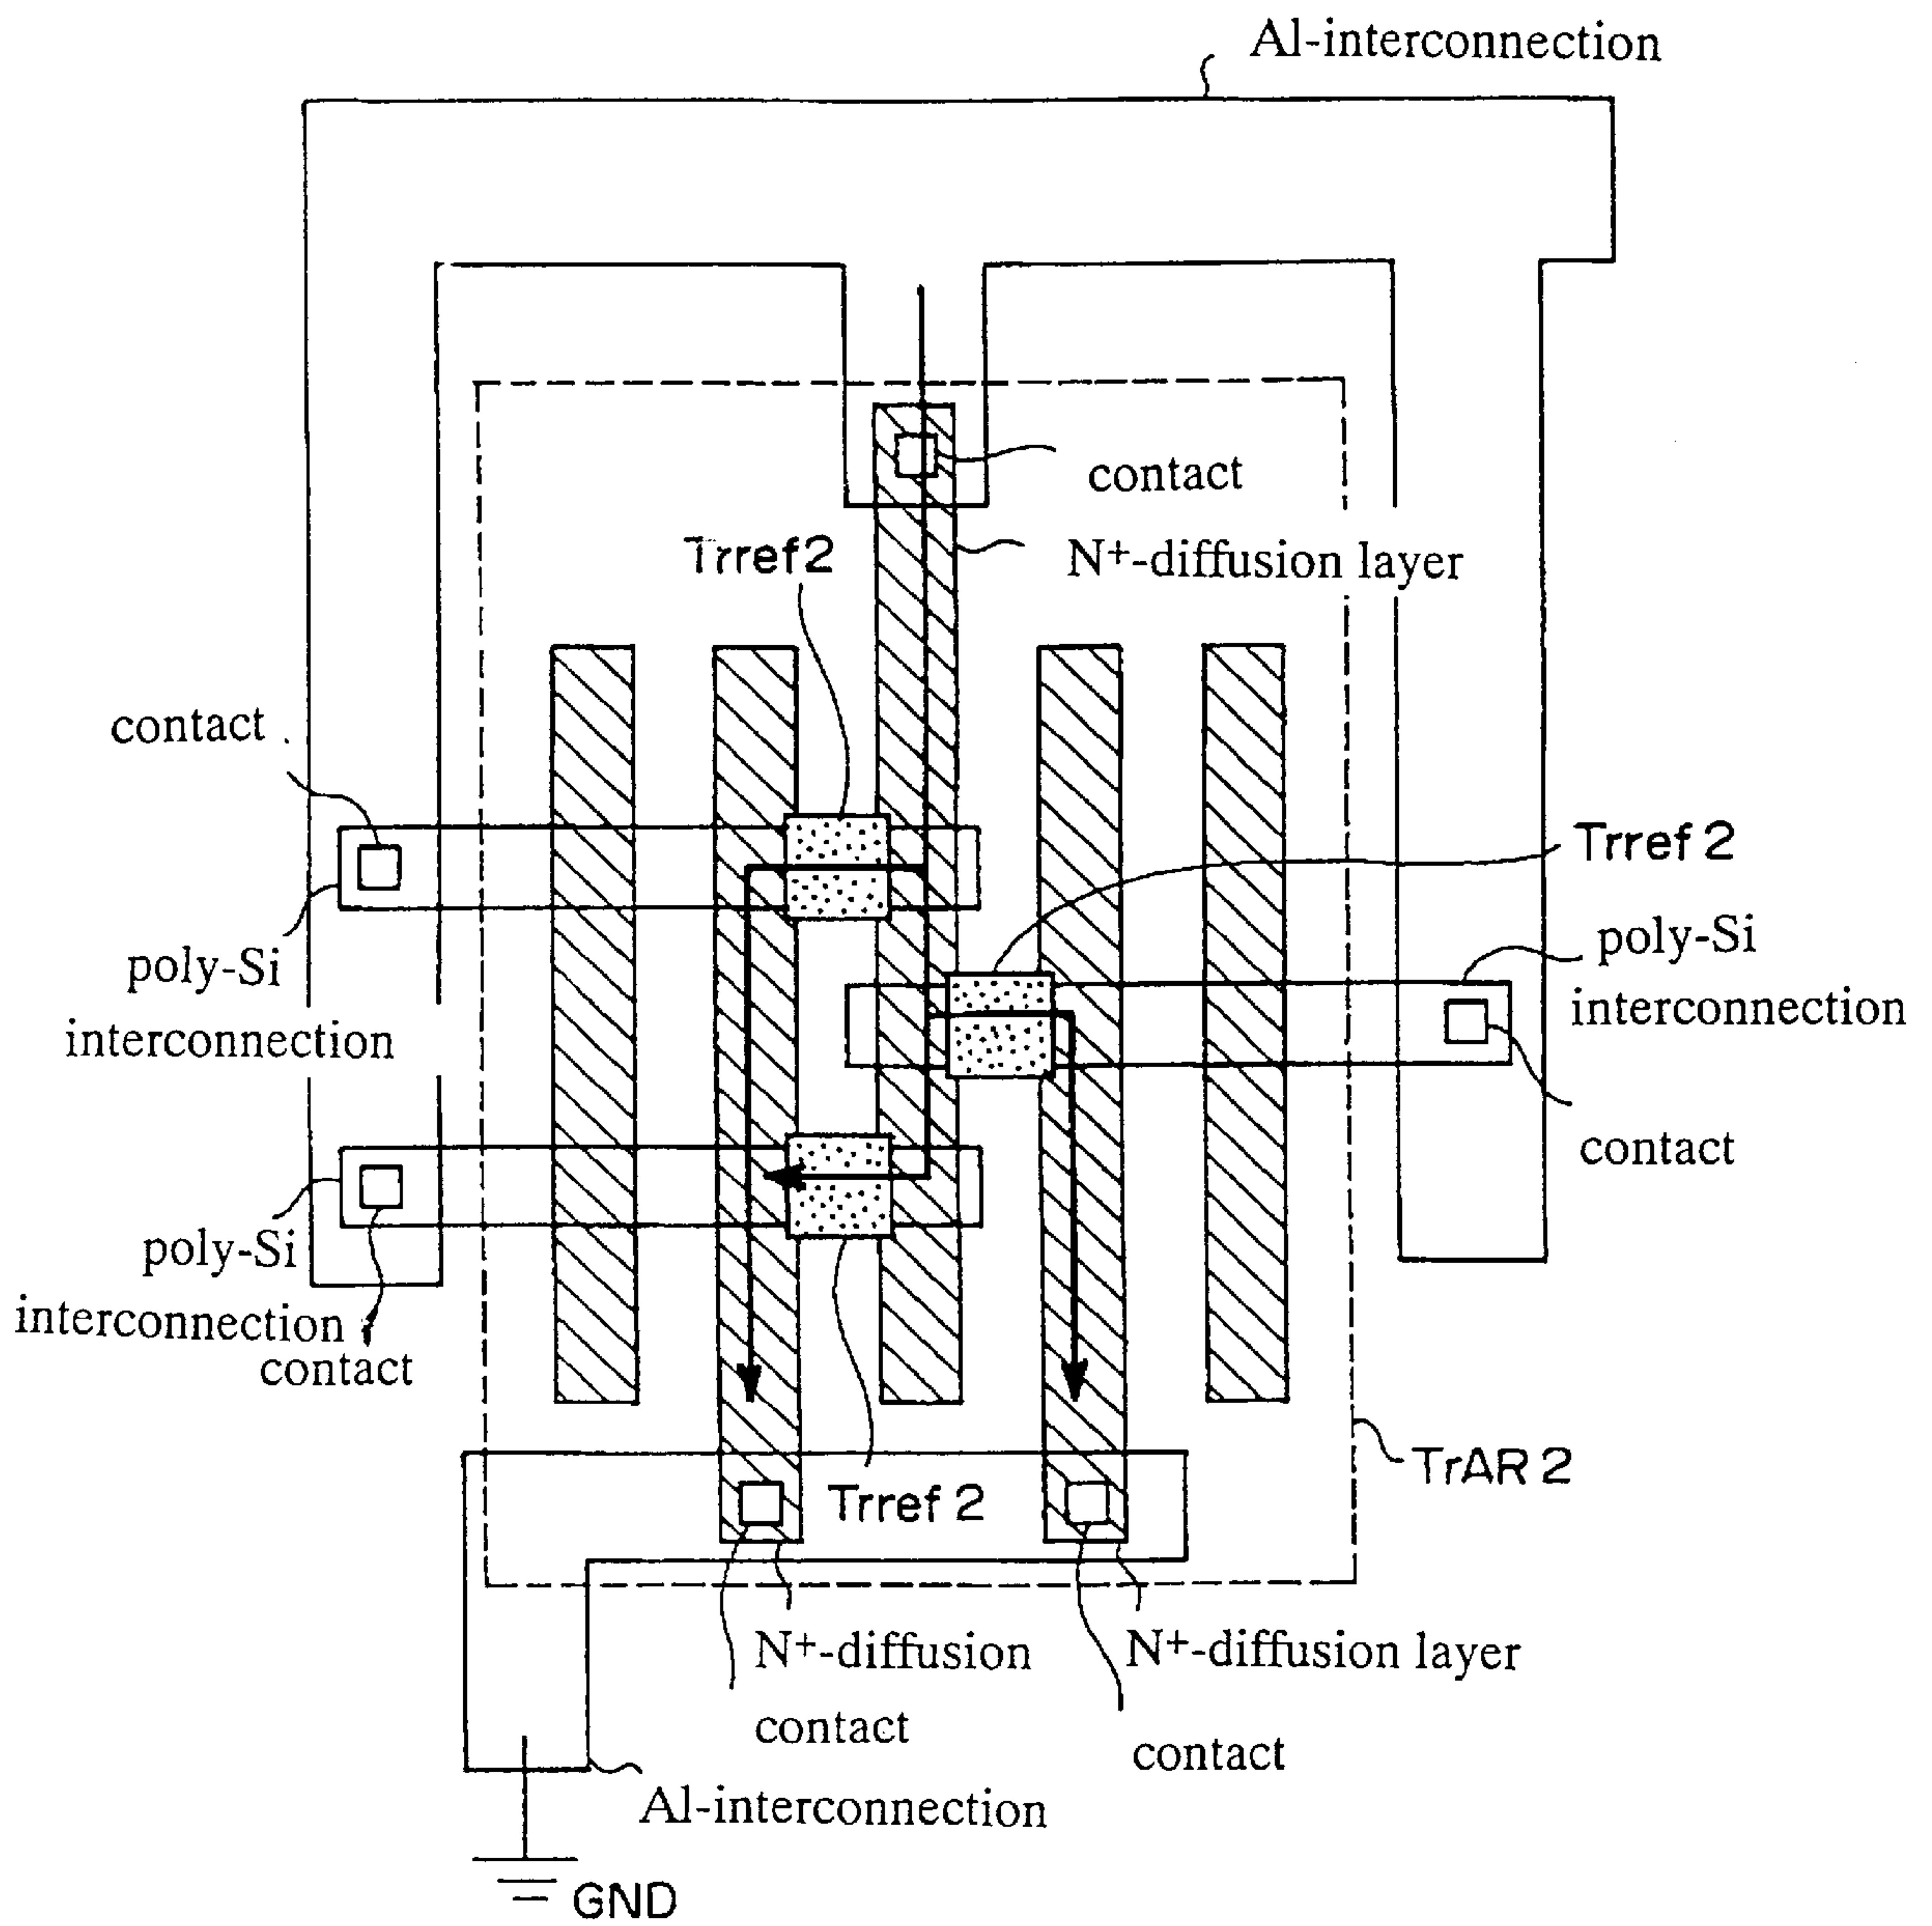 Al-interconnection
contact
Trref2
N+-diffusion layer
contact
Trref 2
poly-Si
interconnection
poly-Si
interconnection
contact
poly-Si
interconnection
contact
TrAR 2
Trref 2
N+-diffusion
N+-diffusion layer
contact
contact
Al-interconnection
GND